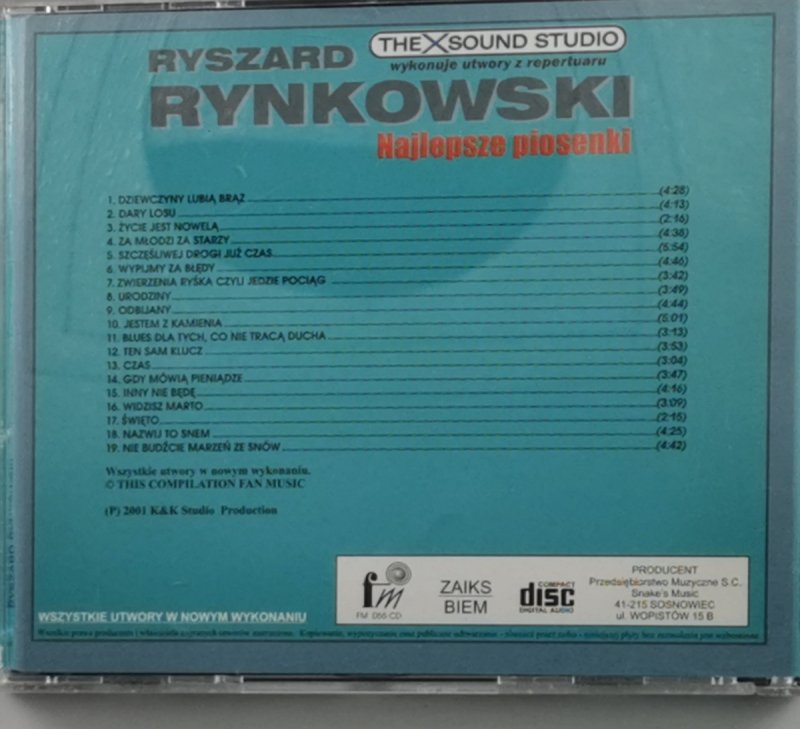 THE X SOUND STUDIO
RYSZARD
wykonuje utwory z repertuaru
RYNKOWSKI
Najlepsze piosenki
1. DZIEWCZYNY LUBIĄ BRĄZ (4:28)
2. DARY LOSU (4:13)
3. ŻYCIE JEST NOWELĄ (2:16)
4. ZA MŁODZI ZA STARZY (4:38)
5. SZCZĘŚLIWEJ DROGI JUŻ CZAS (5:54)
6. WYPIJMY ZA BŁĘDY (4:46)
7. ZWIERZENIA RYŚKA CZYLI JEDZIE POCIĄG (3:42)
8. URODZINY (3:49)
9. ODBIJANY (4:44)
10. JESTEM Z KAMIENIA (5:01)
11. BLUES DLA TYCH, CO NIE TRACĄ DUCHA (3:13)
12. TEN SAM KLUCZ (3:53)
13. CZAS (3:04)
14. GDY MÓWIĄ PIENIĄDZE (3:47)
15. INNY NIE BĘDĘ (4:16)
16. WIDZISZ MARTO (3:09)
17. ŚWIĘTO (2:15)
18. NAZWIJ TO SNEM (4:25)
19. NIE BUDŹCIE MARZEŃ ZE SNÓW (4:42)
Wszystkie utwory w nowym wykonaniu.
© THIS COMPILATION FAN MUSIC
(P) 2001 K&K Studio Production
fm
FM 055 CD
ZAIKS
BIEM
COMPACT
disc
DIGITAL AUDIO
PRODUCENT
Przedsiębiorstwo Muzyczne S.C.
Snake's Music
41-215 SOSNOWIEC
ul. WOPISTÓW 15 B
WSZYSTKIE UTWORY W NOWYM WYKONANIU